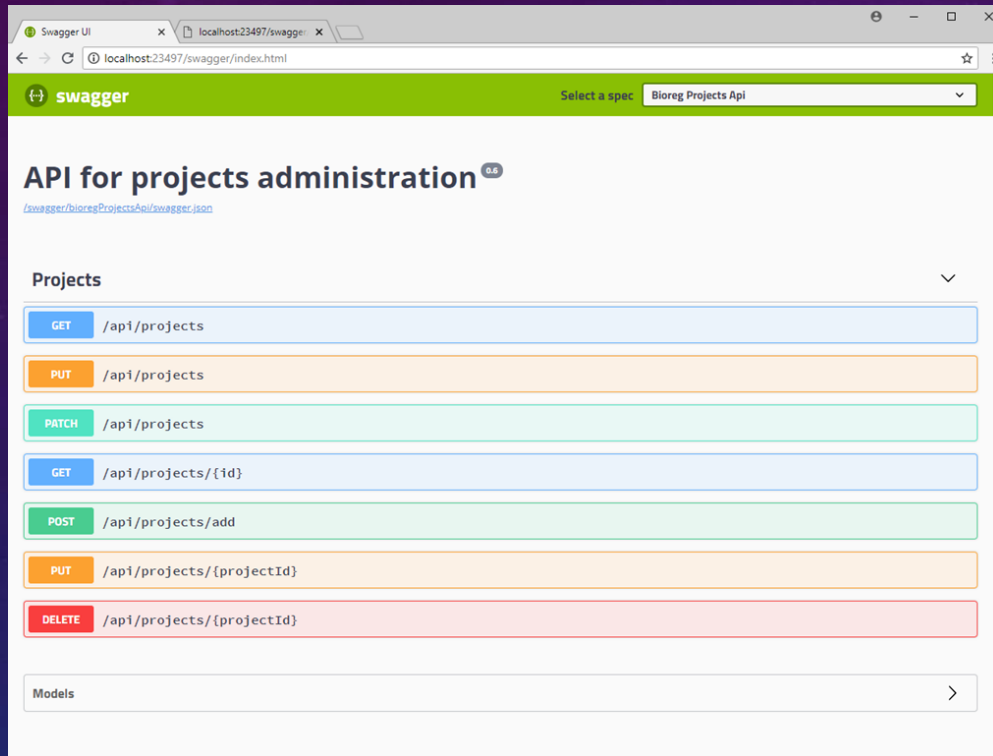 Swagger UI
localhost:23497/swagger
localhost:23497/swagger/index.html
swagger
Select a spec
Bioreg Projects Api
API for projects administration 0.6
/swagger/bioregProjectsApi/swagger.json
Projects
GET /api/projects
PUT /api/projects
PATCH /api/projects
GET /api/projects/{id}
POST /api/projects/add
PUT /api/projects/{projectId}
DELETE /api/projects/{projectId}
Models